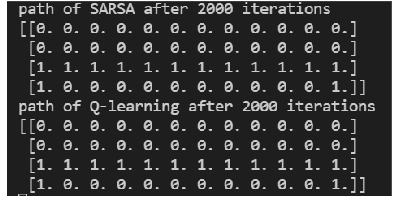 path of SARSA after 2000 iterations
[[0. 0. 0. 0. 0. 0. 0. 0. 0. 0. 0. 0.]
[0. 0. 0. 0. 0. 0. 0. 0. 0. 0. 0. 0.]
[1. 1. 1. 1. 1. 1. 1. 1. 1. 1. 1. 1.]
[1. 0. 0. 0. 0. 0. 0. 0. 0. 0. 0. 1.]]
path of Q-learning after 2000 iterations
[[0. 0. 0. 0. 0. 0. 0. 0. 0. 0. 0. 0.]
[0. 0. 0. 0. 0. 0. 0. 0. 0. 0. 0. 0.]
[1. 1. 1. 1. 1. 1. 1. 1. 1. 1. 1. 1.]
[1. 0. 0. 0. 0. 0. 0. 0. 0. 0. 0. 1.]]